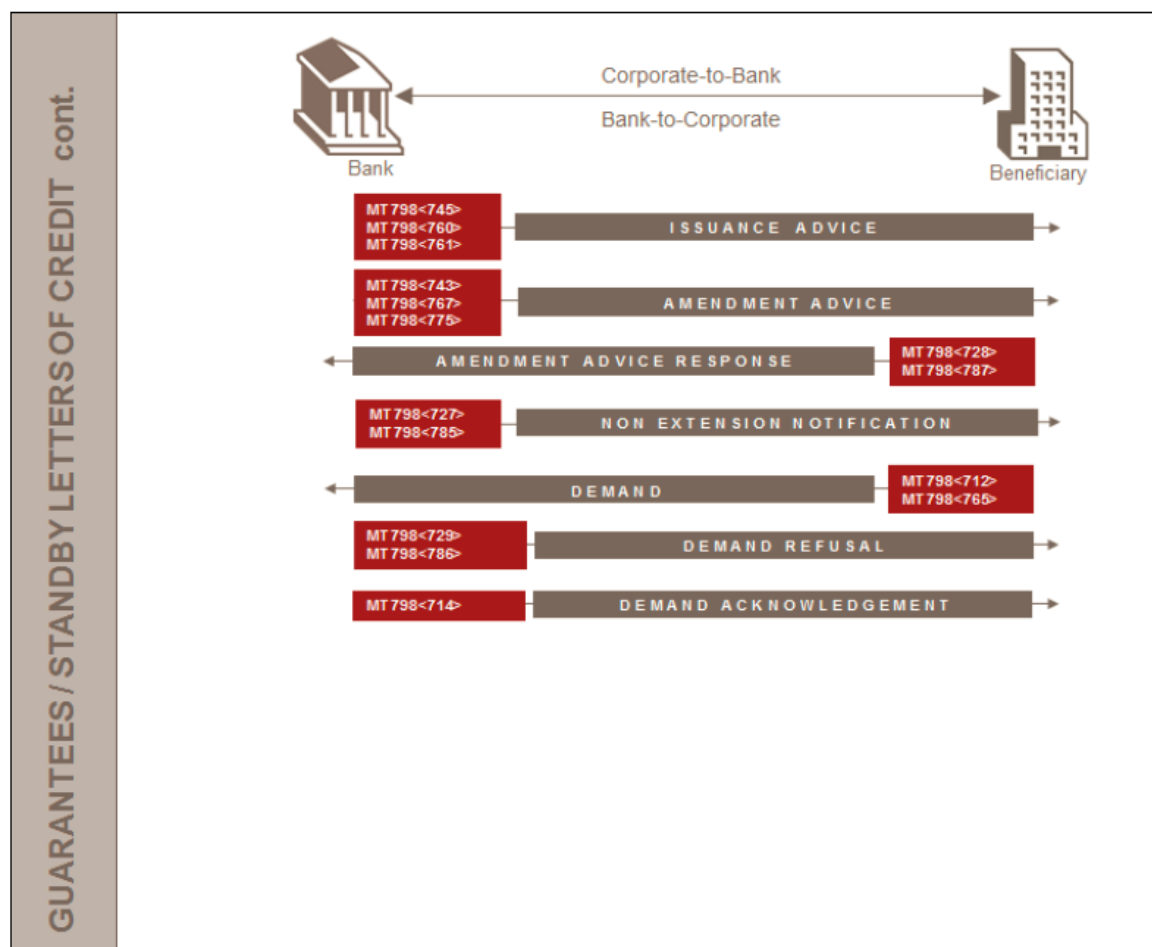 GUARANTEES / STANDBY LETTERS OF CREDIT cont.
Corporate-to-Bank
Bank-to-Corporate
Bank
Beneficiary
MT798<745>
MT798<760>
MT798<761>
ISSUANCE ADVICE
MT798<743>
MT798<767>
MT798<775>
AMENDMENT ADVICE
AMENDMENT ADVICE RESPONSE
MT798<728>
MT798<787>
MT798<727>
MT798<785>
NON EXTENSION NOTIFICATION
DEMAND
MT798<712>
MT798<765>
MT798<729>
MT798<786>
DEMAND REFUSAL
MT798<714>
DEMAND ACKNOWLEDGEMENT